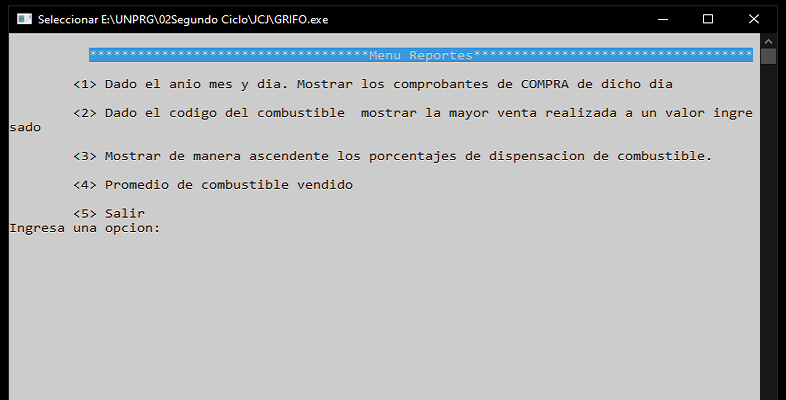 Seleccionar E:\UNPRG\02Segundo Ciclo\JCJ\GRIFO.exe
***********************************Menu Reportes***********************************
<1> Dado el anio mes y dia. Mostrar los comprobantes de COMPRA de dicho dia
<2> Dado el codigo del combustible  mostrar la mayor venta realizada a un valor ingre
sado
<3> Mostrar de manera ascendente los porcentajes de dispensacion de combustible.
<4> Promedio de combustible vendido
<5> Salir
Ingresa una opcion: